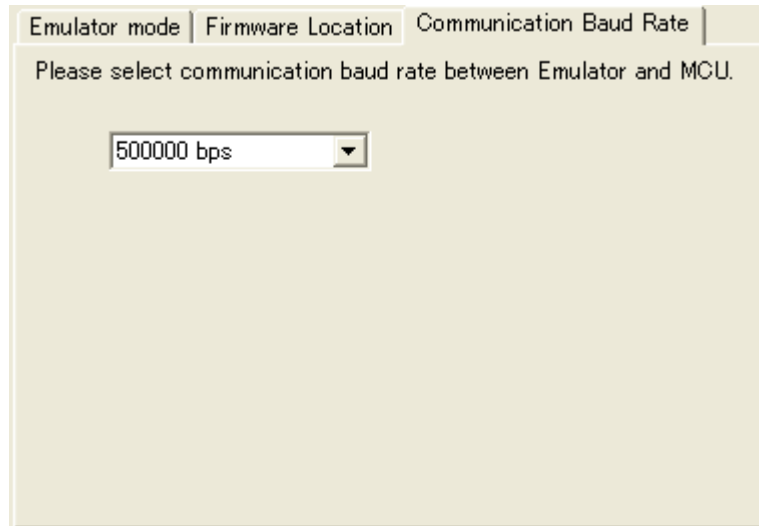 Emulator mode Firmware Location Communication Baud Rate
Please select communication baud rate between Emulator and MCU.
500000 bps